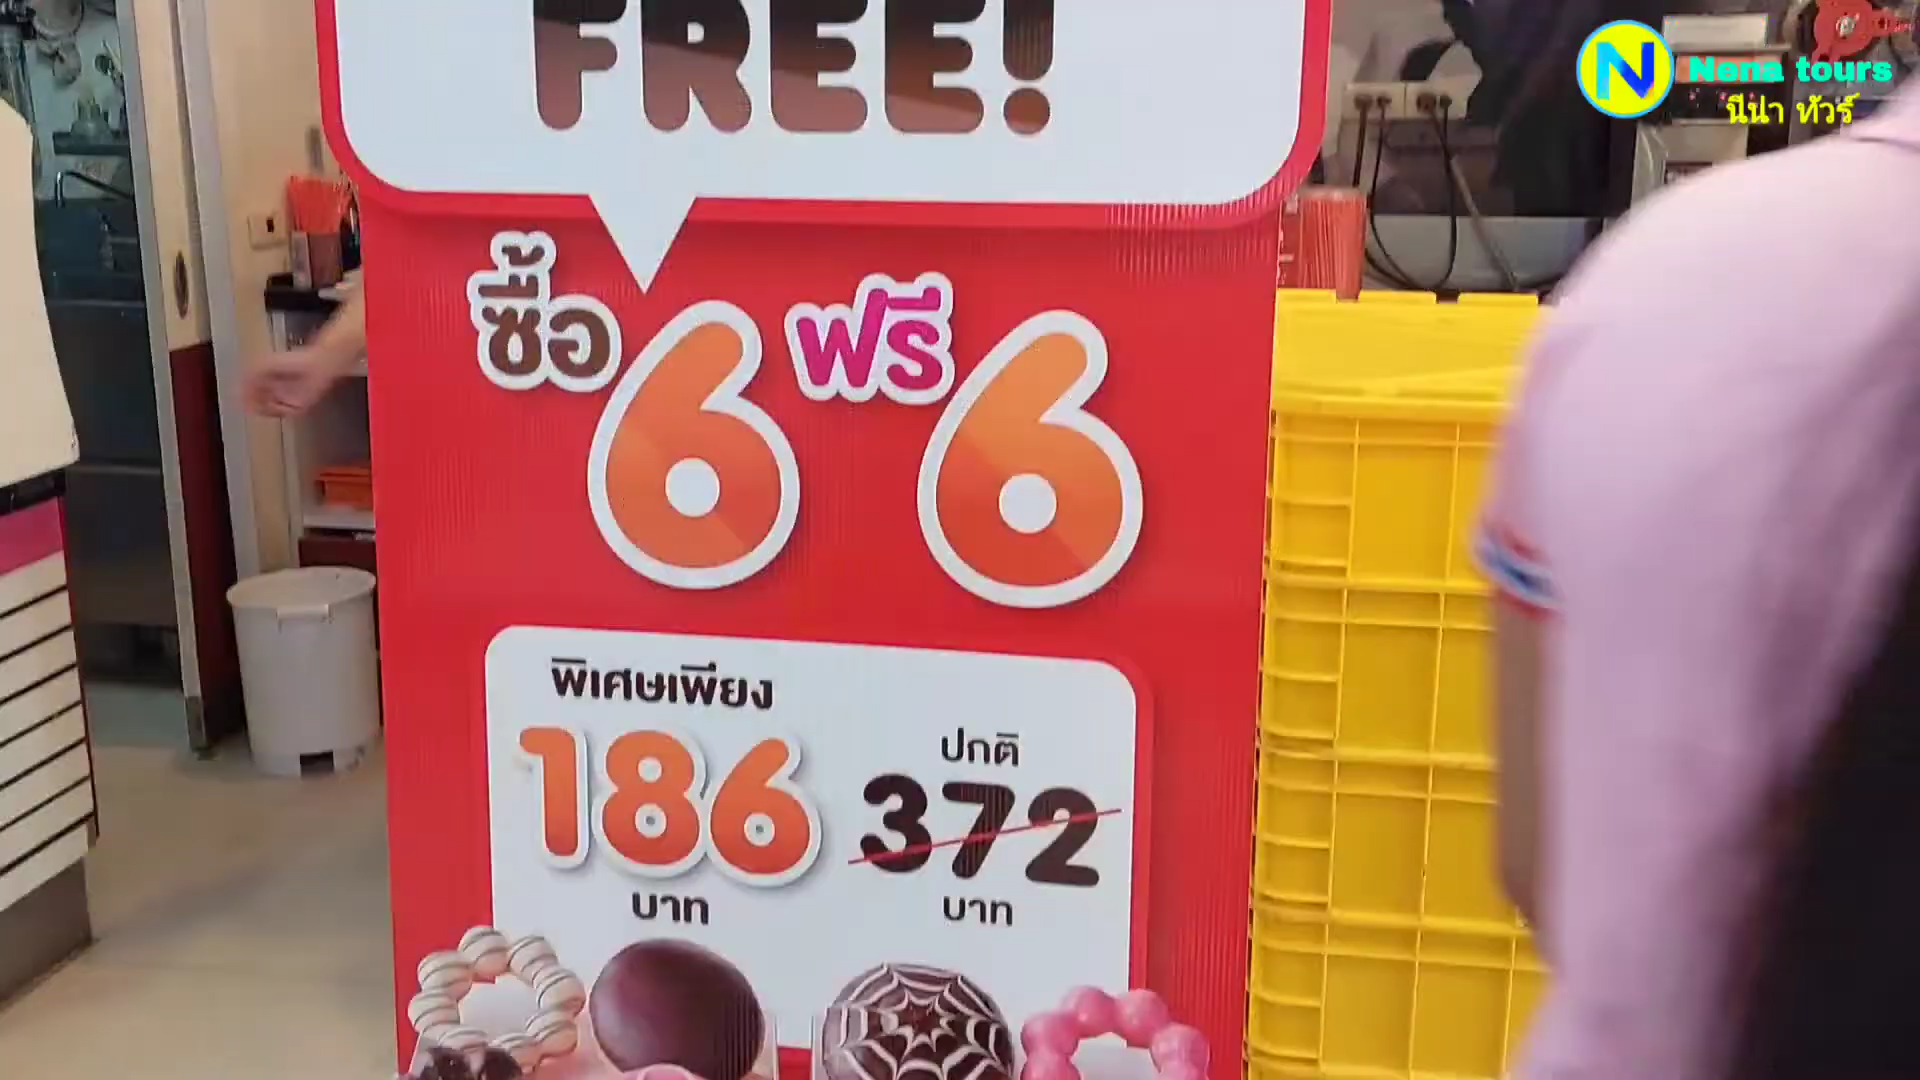 FREE!
Nena tours
นีน่า ทัวร์
ซื้อ 6 ฟรี 6
พิเศษเพียง
186
บาท
ปกติ
372
บาท